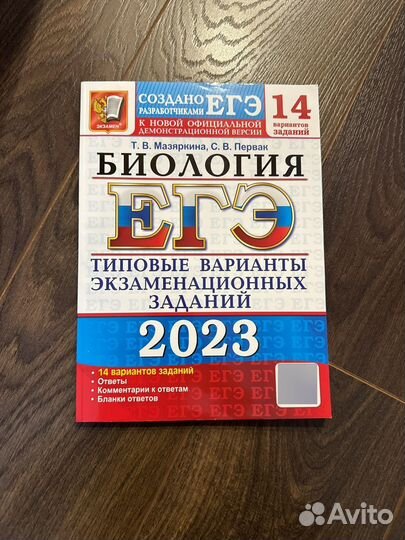 ЭКЗАМЕН
СОЗДАНО
РАЗРАБОТЧИКАМИ ЕГЭ
К НОВОЙ ОФИЦИАЛЬНОЙ
ДЕМОНСТРАЦИОННОЙ ВЕРСИИ
14
вариантов
заданий
Т. В. Мазяркина, С. В. Первак
БИОЛОГИЯ
ЕГЭ
ТИПОВЫЕ ВАРИАНТЫ
ЭКЗАМЕНАЦИОННЫХ
ЗАДАНИЙ
2023
• 14 вариантов заданий
• Ответы
• Комментарии к ответам
• Бланки ответов
Avito